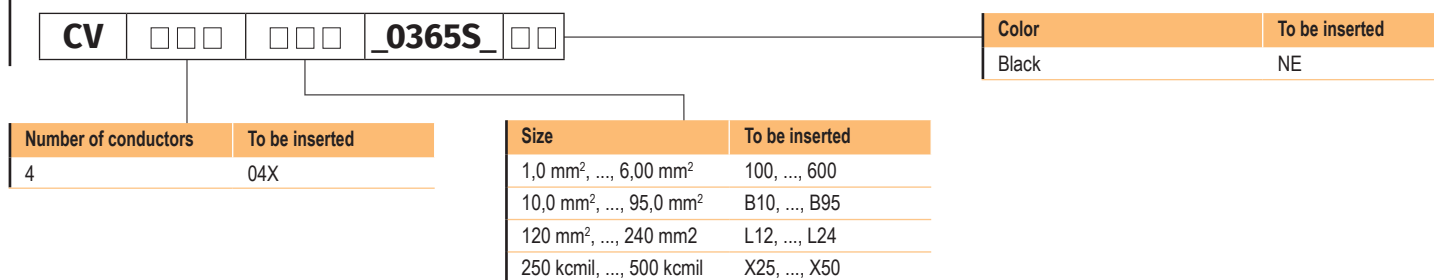 CV □□□ □□□ _0365S_ □□
Color To be inserted
Black NE
Number of conductors To be inserted
4 04X
Size To be inserted
1,0 mm², ..., 6,00 mm² 100, ..., 600
10,0 mm², ..., 95,0 mm² B10, ..., B95
120 mm², ..., 240 mm2 L12, ..., L24
250 kcmil, ..., 500 kcmil X25, ..., X50